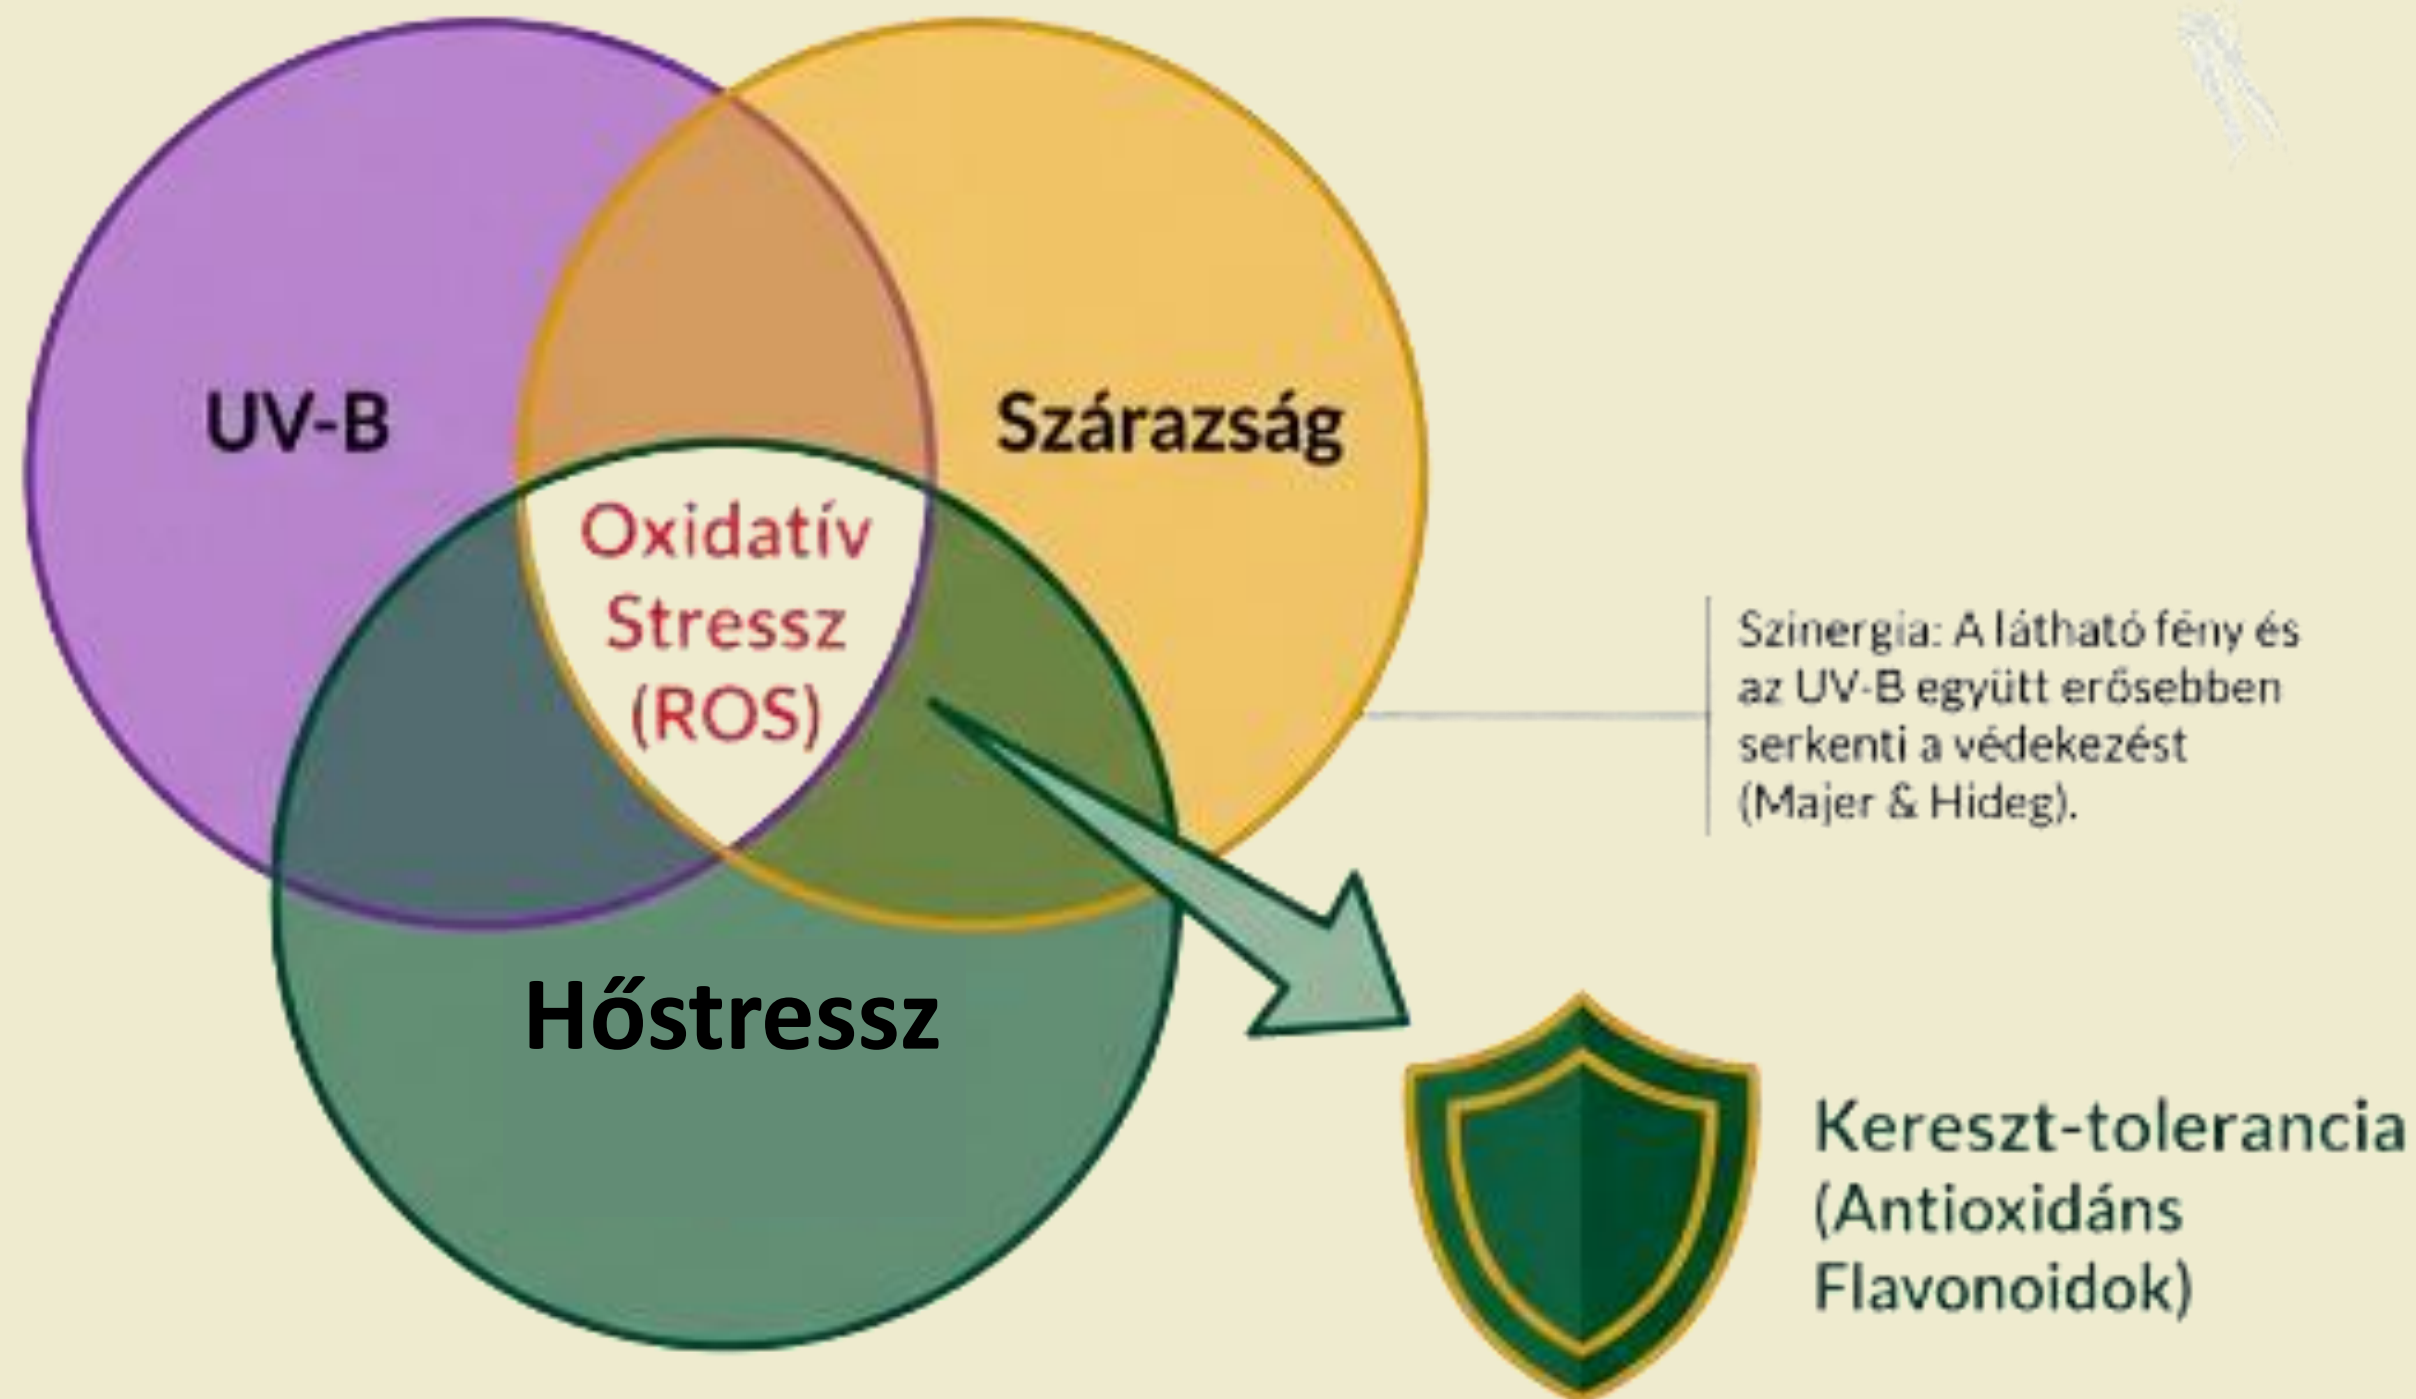 UV-B
Szárazság
Oxidatív
Stressz
(ROS)
Szinergia: A látható fény és
az UV-B együtt erősebben
serkenti a védekezést
(Majer & Hideg).
Hőstressz
Kereszt-tolerancia
(Antioxidáns
Flavonoidok)